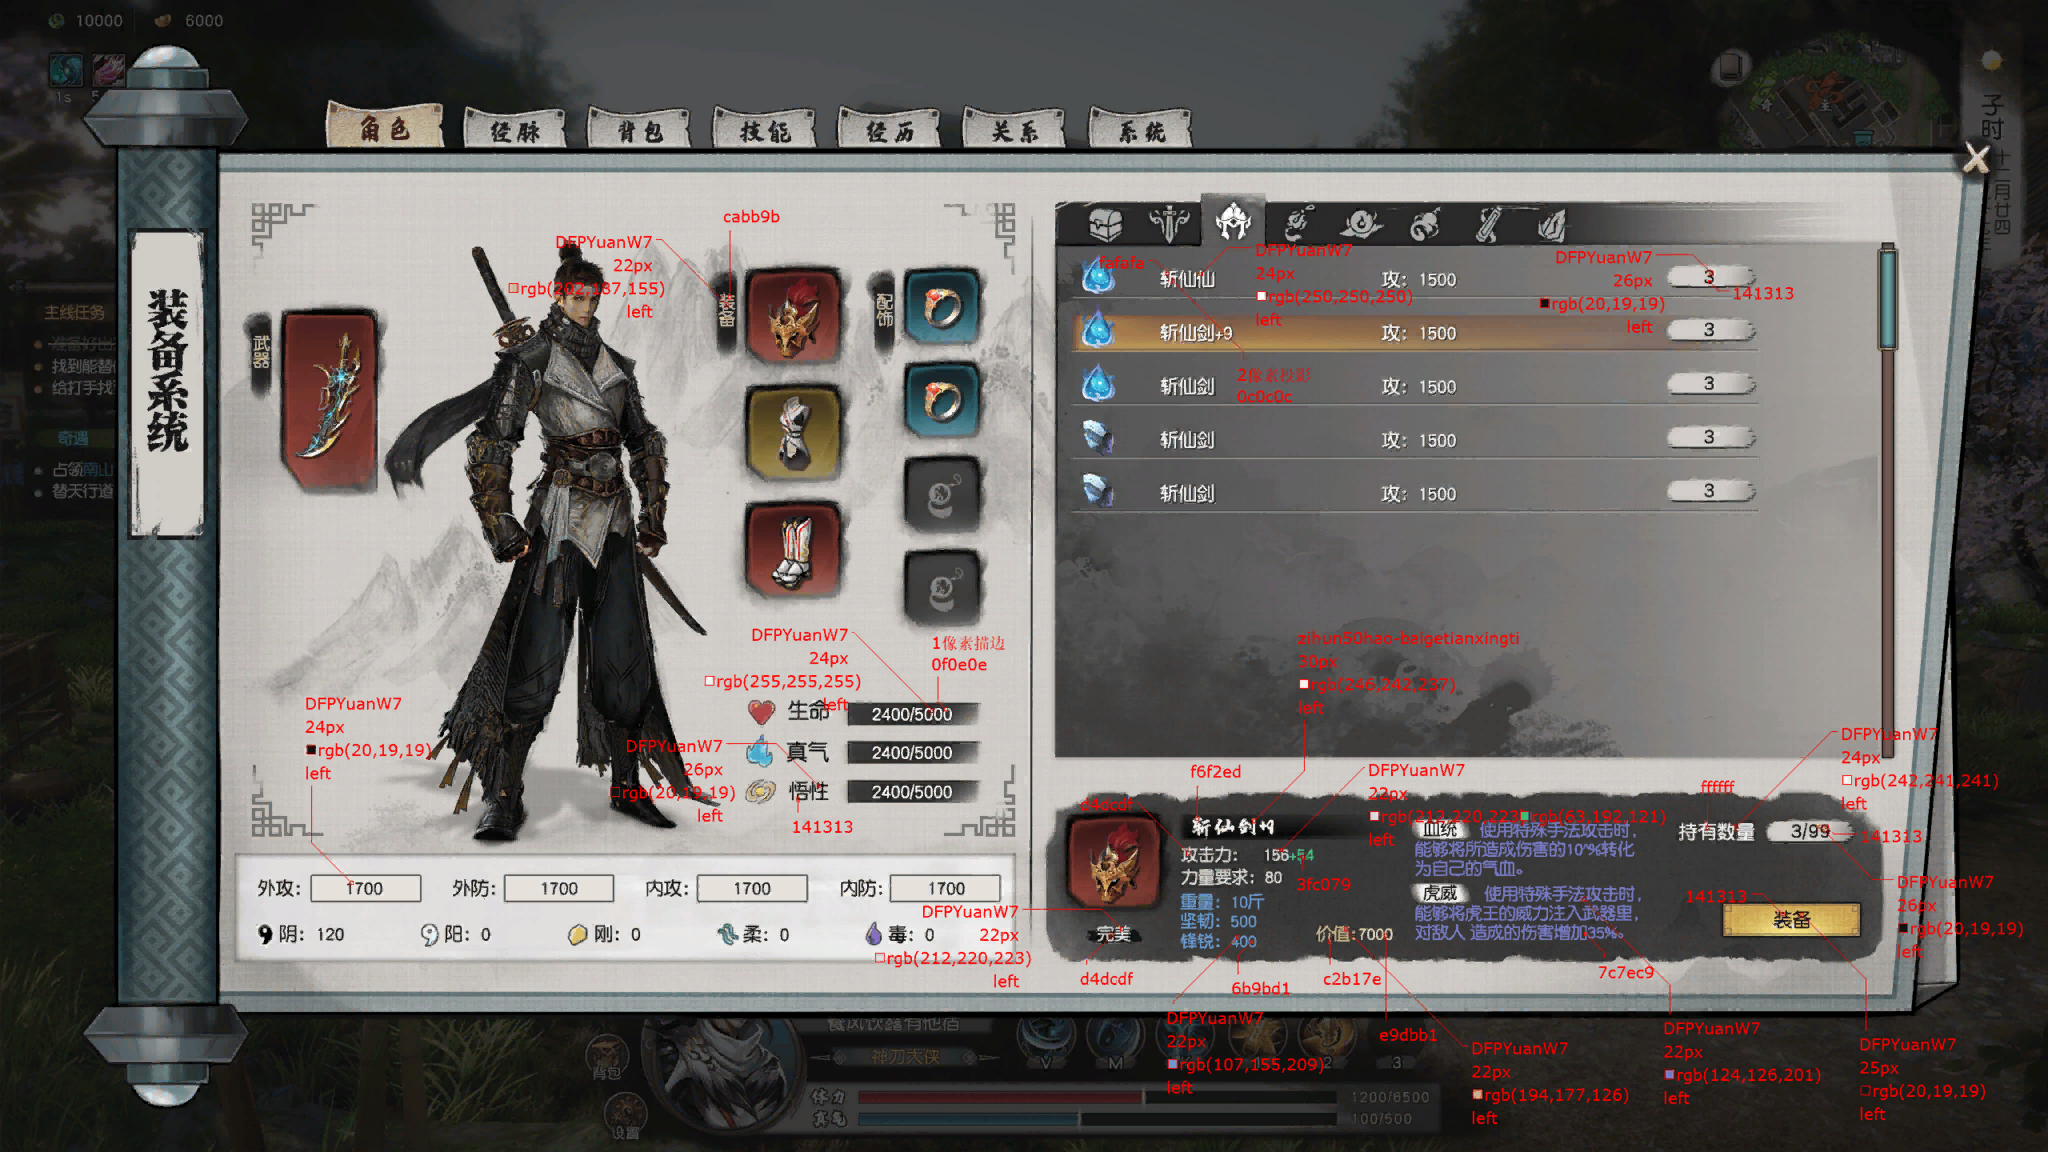 10000
6000
1s
角色
经脉
背包
技能
经历
关系
系统
子时
十二月廿四
装备系统
主线任务
找到能替
给打手找
奇遇
占领南山
替天行道
武器
装备
配饰
cabb9b
DFPYuanW7
22px
rgb(202,187,155)
left
生命
2400/5000
真气
2400/5000
悟性
2400/5000
DFPYuanW7
24px
rgb(255,255,255)
left
1像素描边
0f0e0e
DFPYuanW7
26px
rgb(20,19,19)
left
141313
DFPYuanW7
24px
rgb(20,19,19)
left
外攻:
1700
外防:
1700
内攻:
1700
内防:
1700
阴: 120
阳: 0
刚: 0
柔: 0
毒: 0
DFPYuanW7
22px
rgb(212,220,223)
left
fafafa
DFPYuanW7
24px
rgb(250,250,250)
left
DFPYuanW7
26px
rgb(20,19,19)
left
141313
斩仙仙
攻: 1500
3
斩仙剑+9
攻: 1500
3
2像素投影
0c0c0c
斩仙剑
攻: 1500
3
斩仙剑
攻: 1500
3
斩仙剑
攻: 1500
3
zihun50hao-baigetianxingti
30px
rgb(246,242,237)
left
f6f2ed
d4dcdf
DFPYuanW7
22px
rgb(212,220,223)
rgb(63,192,121)
left
ffffff
DFPYuanW7
24px
rgb(242,241,241)
left
斩仙剑+9
攻击力: 156+54
力量要求: 80
3fc079
重量: 10斤
坚韧: 500
锋锐: 400
价值:7000
完美
d4dcdf
6b9bd1
c2b17e
e9dbb1
血统
使用特殊手法攻击时,
能够将所造成伤害的10%转化
为自己的气血。
虎威
使用特殊手法攻击时,
能够将虎王的威力注入武器里,
对敌人 造成的伤害增加35%。
7c7ec9
持有数量
3/99
141313
DFPYuanW7
26px
rgb(20,19,19)
left
141313
装备
DFPYuanW7
22px
rgb(107,155,209)
left
DFPYuanW7
22px
rgb(194,177,126)
left
DFPYuanW7
22px
rgb(124,126,201)
left
DFPYuanW7
25px
rgb(20,19,19)
left
餐风饮露有他宿
神刀大侠
背包
设置
V
M
2
3
体力
1200/6500
真气
100/500